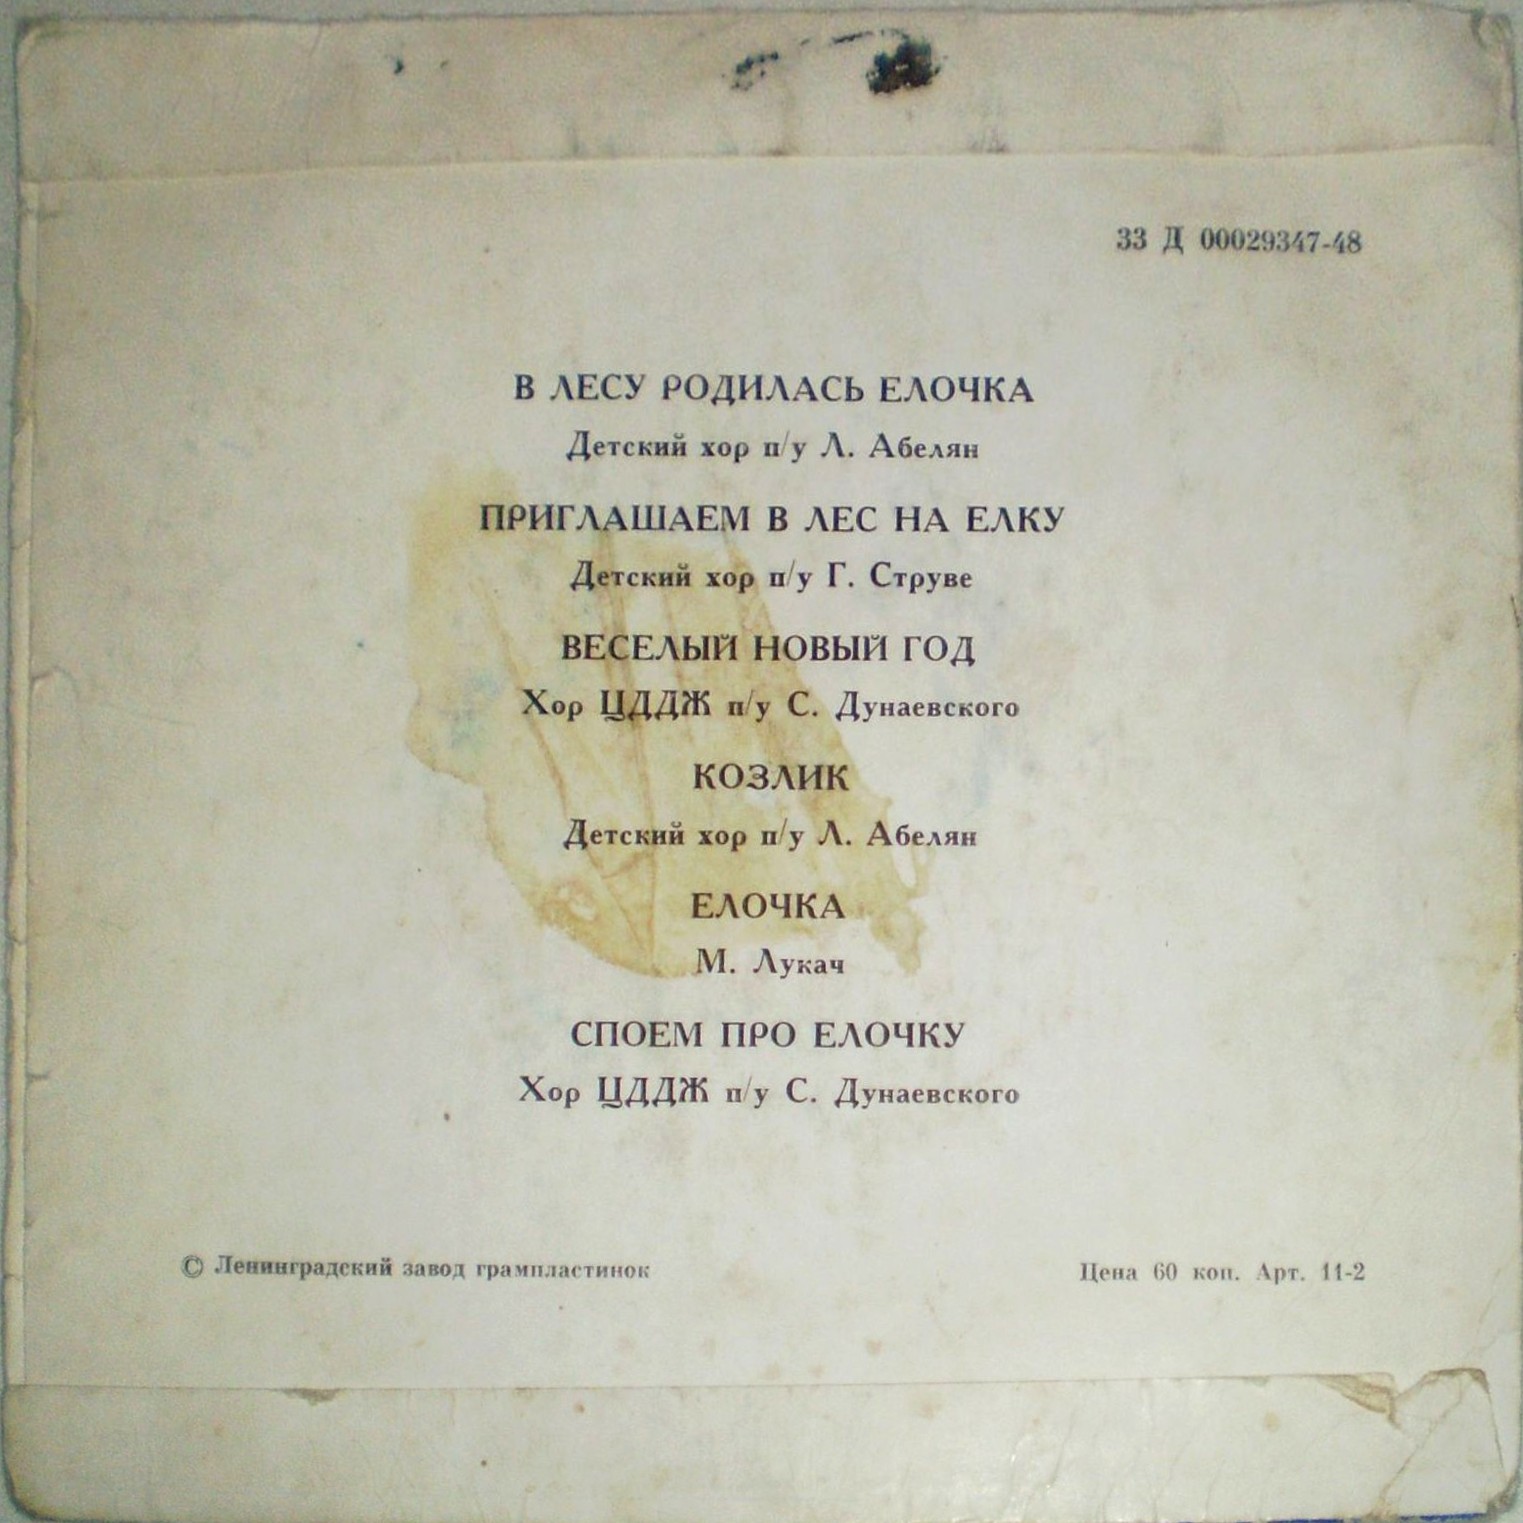 33 Д 00029347-48
В ЛЕСУ РОДИЛАСЬ ЕЛОЧКА
Детский хор п/у Л. Абелян
ПРИГЛАШАЕМ В ЛЕС НА ЕЛКУ
Детский хор п/у Г. Струве
ВЕСЕЛЫЙ НОВЫЙ ГОД
Хор ЦДДЖ п/у С. Дунаевского
КОЗЛИК
Детский хор п/у Л. Абелян
ЕЛОЧКА
М. Лукач
СПОЕМ ПРО ЕЛОЧКУ
Хор ЦДДЖ п/у С. Дунаевского
© Ленинградский завод грампластинок
Цена 60 коп. Арт. 11-2